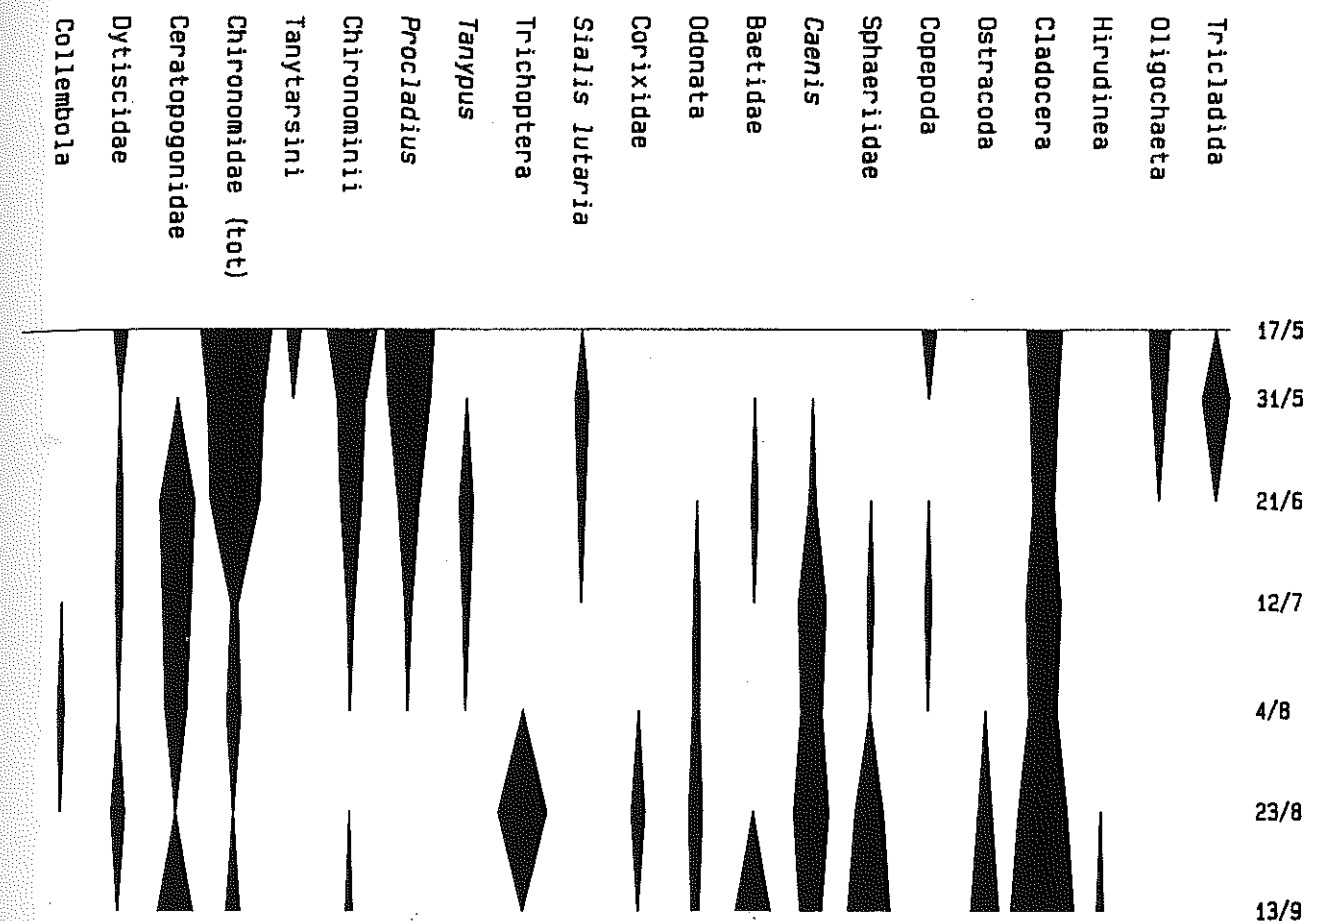 Collembola
Dytiscidae
Ceratopogonidae
Chironomidae (tot)
Tanytarsini
Chironominii
Procladius
Tanypus
Trichoptera
Sialis lutaria
Corixidae
Odonata
Baetidae
Caenis
Sphaeriidae
Copepoda
Ostracoda
Cladocera
Hirudinea
Oligochaeta
Tricladida
17/5
31/5
21/6
12/7
4/8
23/8
13/9